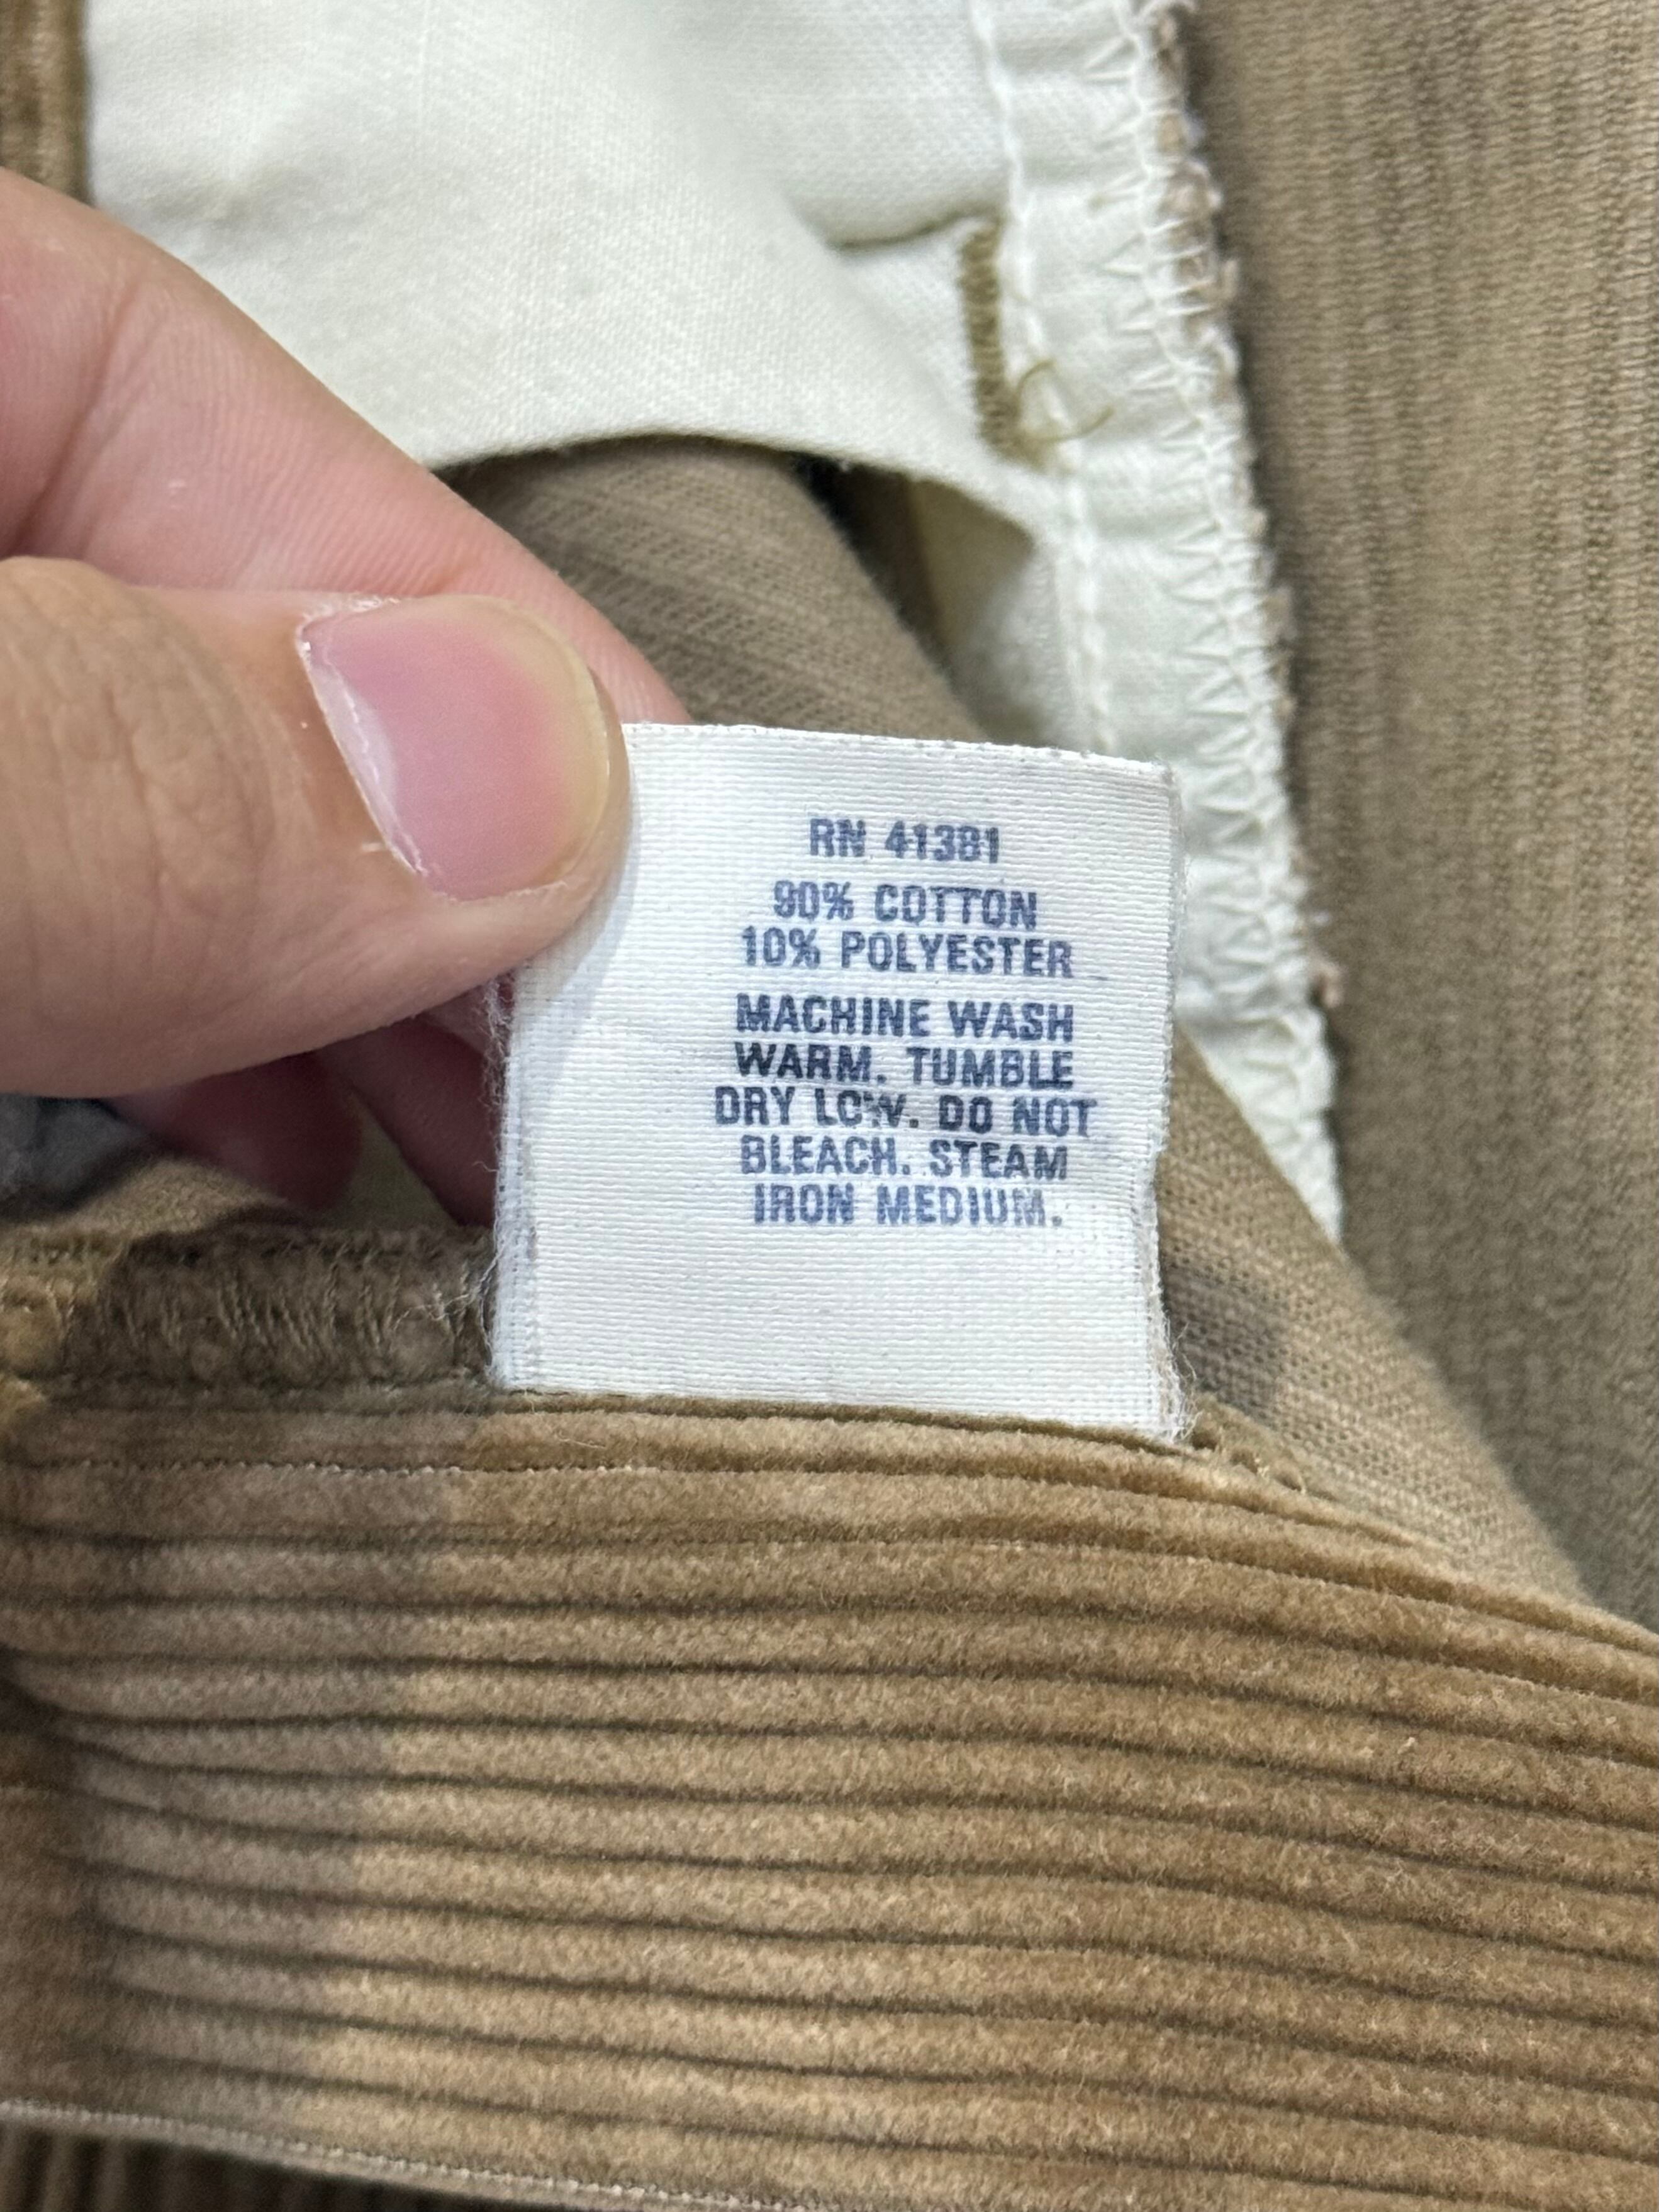 RN 41381
90% COTTON
10% POLYESTER
MACHINE WASH
WARM. TUMBLE
DRY LOW. DO NOT
BLEACH. STEAM
IRON MEDIUM.